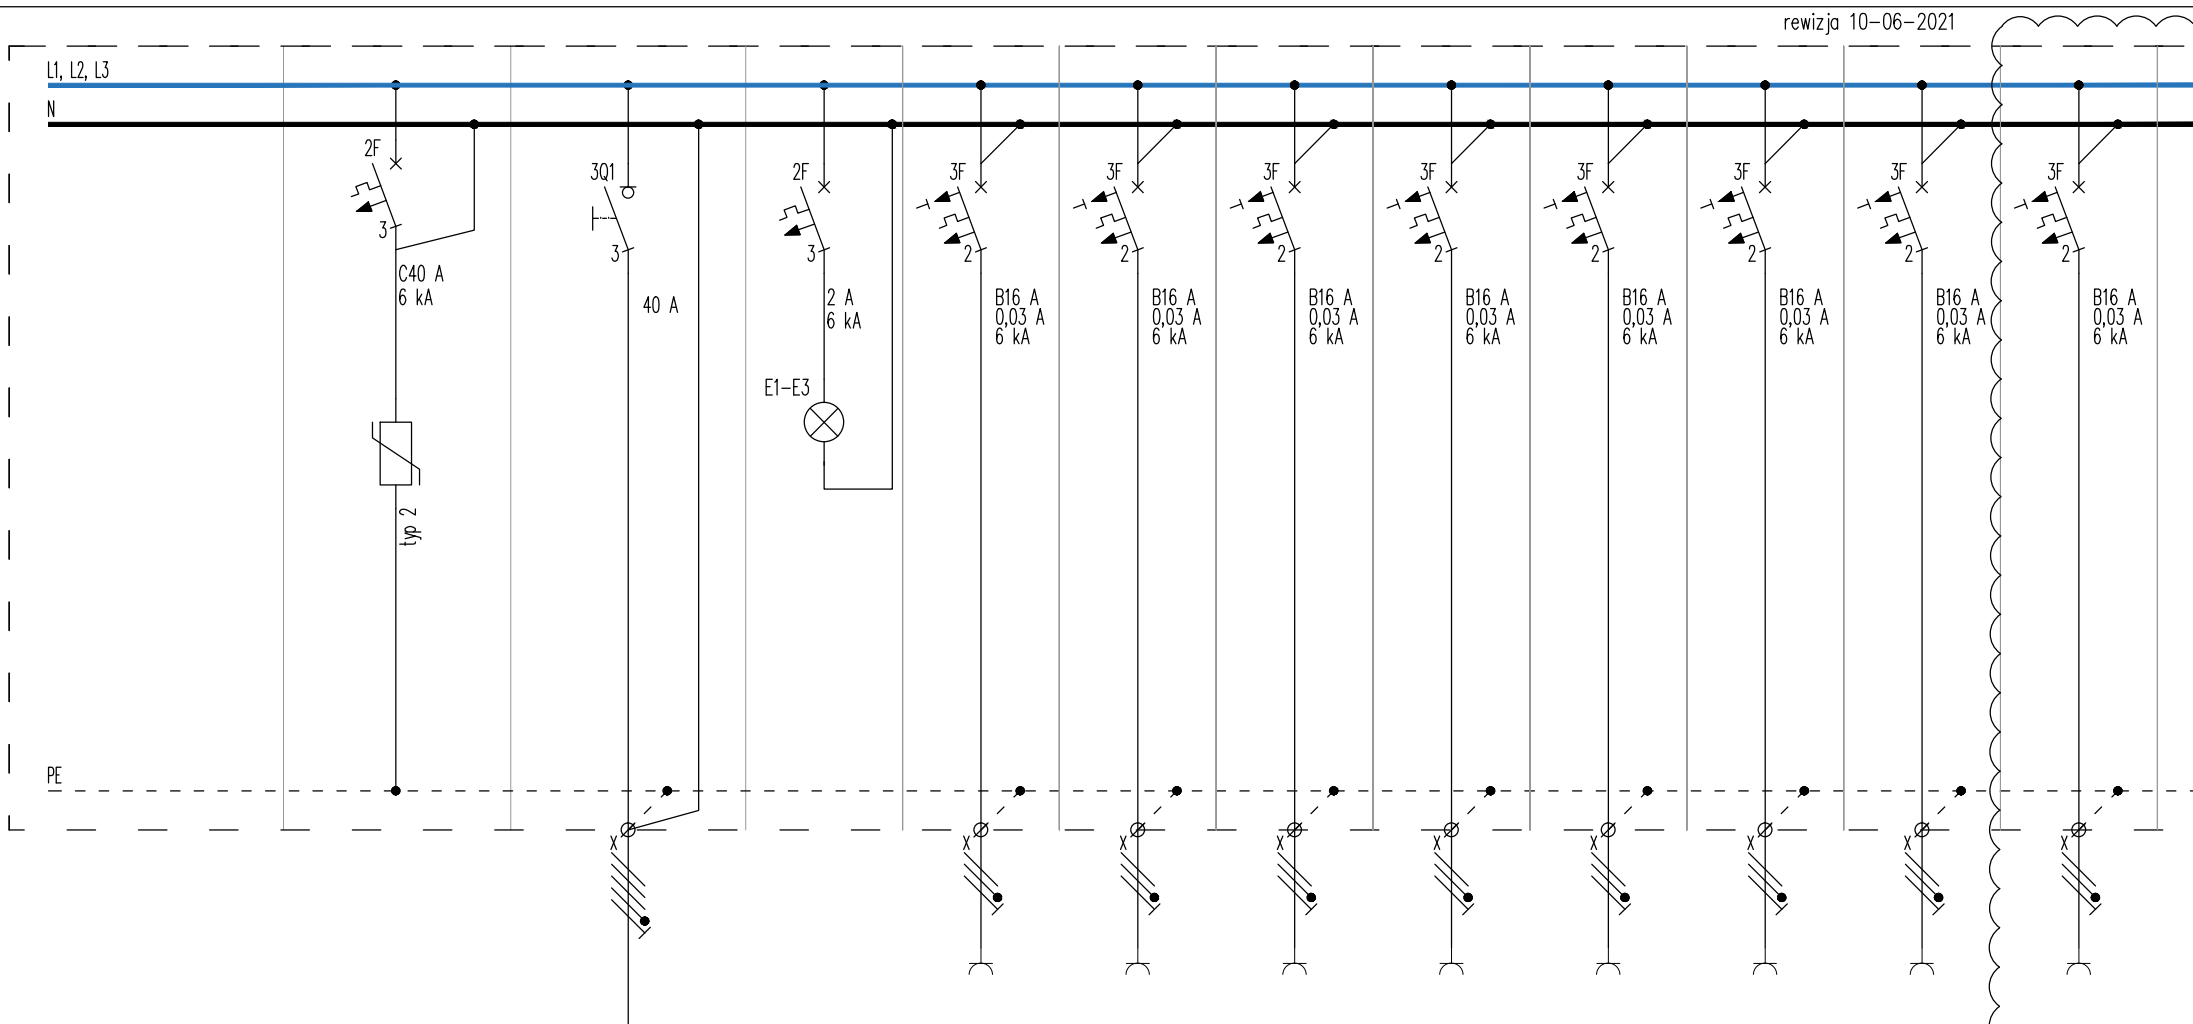 rewizja 10-06-2021
L1, L2, L3
N
2F
3
C40 A
6 kA
typ 2
3Q1
3
40 A
2F
3
2 A
6 kA
E1-E3
3F
2
B16 A
0,03 A
6 kA
3F
2
B16 A
0,03 A
6 kA
3F
2
B16 A
0,03 A
6 kA
3F
2
B16 A
0,03 A
6 kA
3F
2
B16 A
0,03 A
6 kA
3F
2
B16 A
0,03 A
6 kA
3F
2
B16 A
0,03 A
6 kA
3F
2
B16 A
0,03 A
6 kA
PE
X
X
X
X
X
X
X
X
X